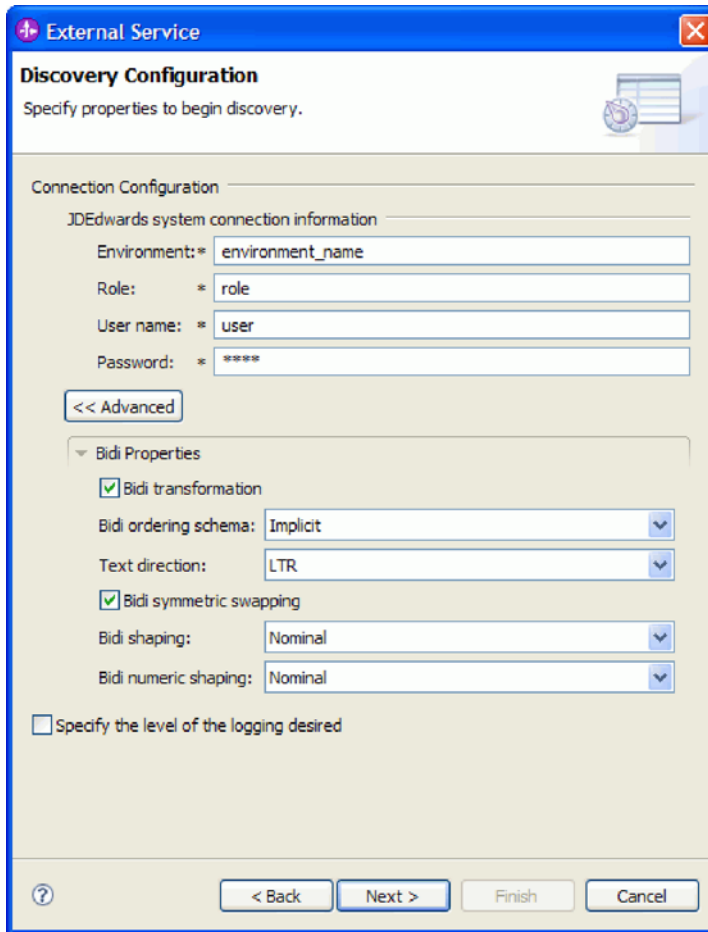 External Service
Discovery Configuration
Specify properties to begin discovery.
Connection Configuration
JDEdwards system connection information
Environment:* environment_name
Role: * role
User name: * user
Password: * ****
<< Advanced
Bidi Properties
Bidi transformation
Bidi ordering schema: Implicit
Text direction: LTR
Bidi symmetric swapping
Bidi shaping: Nominal
Bidi numeric shaping: Nominal
Specify the level of the logging desired
? < Back Next > Finish Cancel